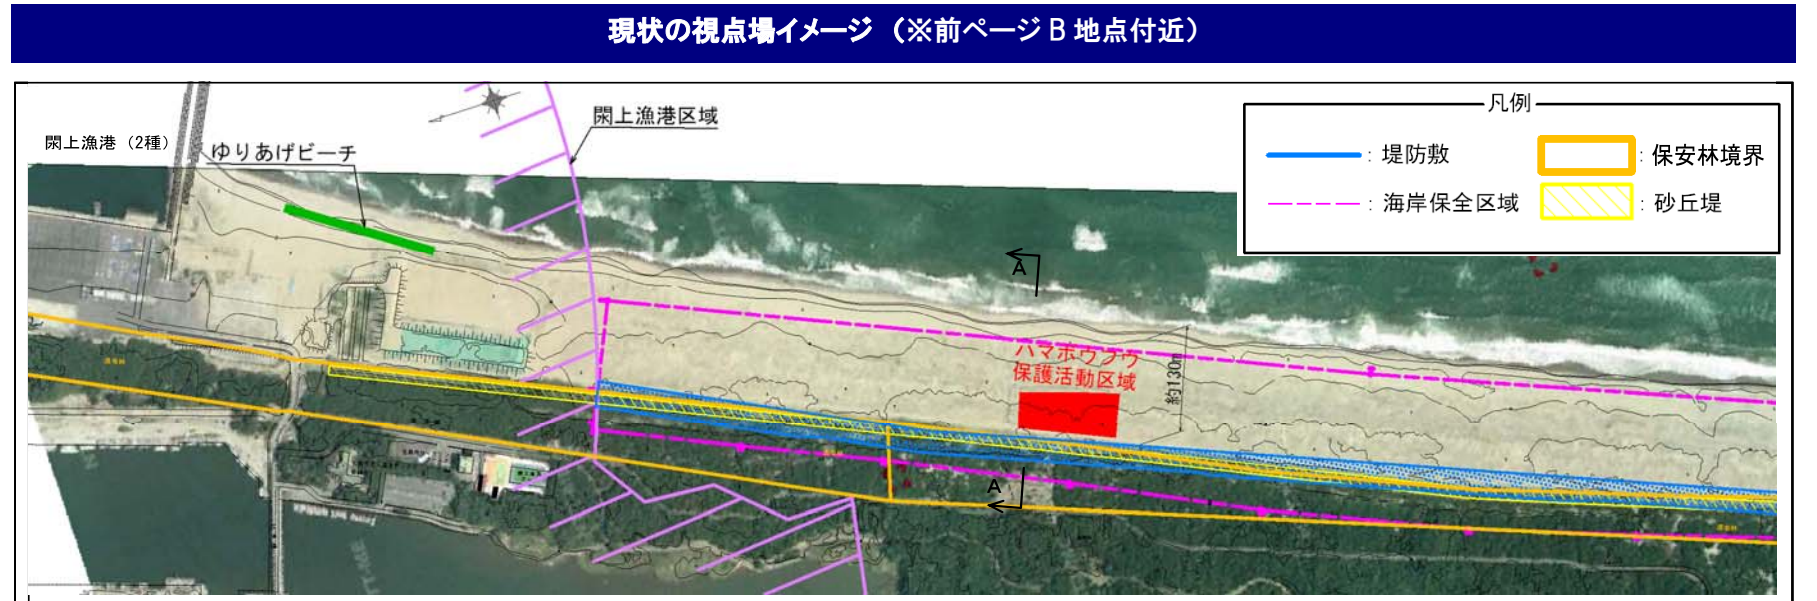 現状の視点場イメージ（※前ページB地点付近）
閖上漁港（2種）
ゆりあげビーチ
閖上漁港区域
凡例
: 堤防敷
: 保安林境界
: 海岸保全区域
: 砂丘堤
A
ハマボウフウ
保護活動区域
約130m
A